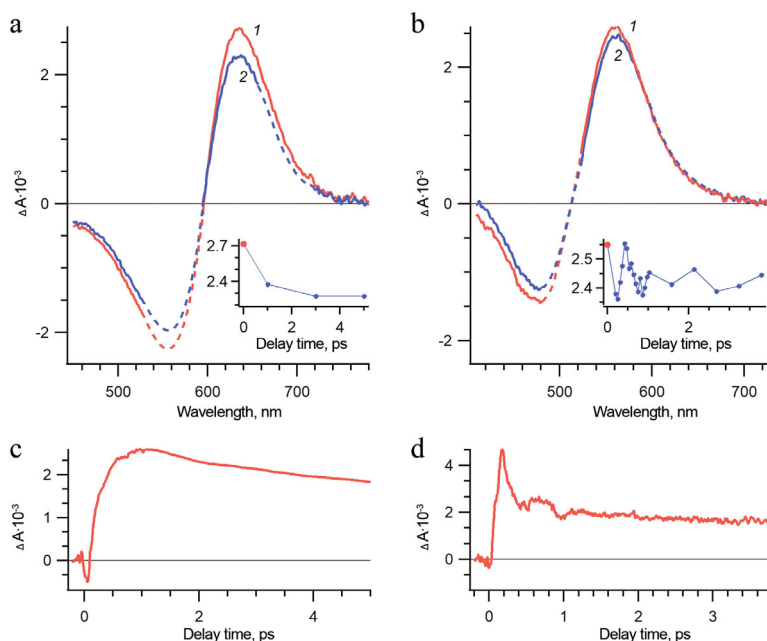 a
b
1
2
2
0
-2
ΔA·10⁻³
2.7
2.4
0 2 4
Delay time, ps
500 600 700
Wavelength, nm
1
2
2
0
-2
ΔA·10⁻³
2.5
2.4
0 2
Delay time, ps
500 600 700
Wavelength, nm
c
2
1
0
ΔA·10⁻³
0 2 4
Delay time, ps
d
4
2
0
ΔA·10⁻³
0 1 2 3
Delay time, ps